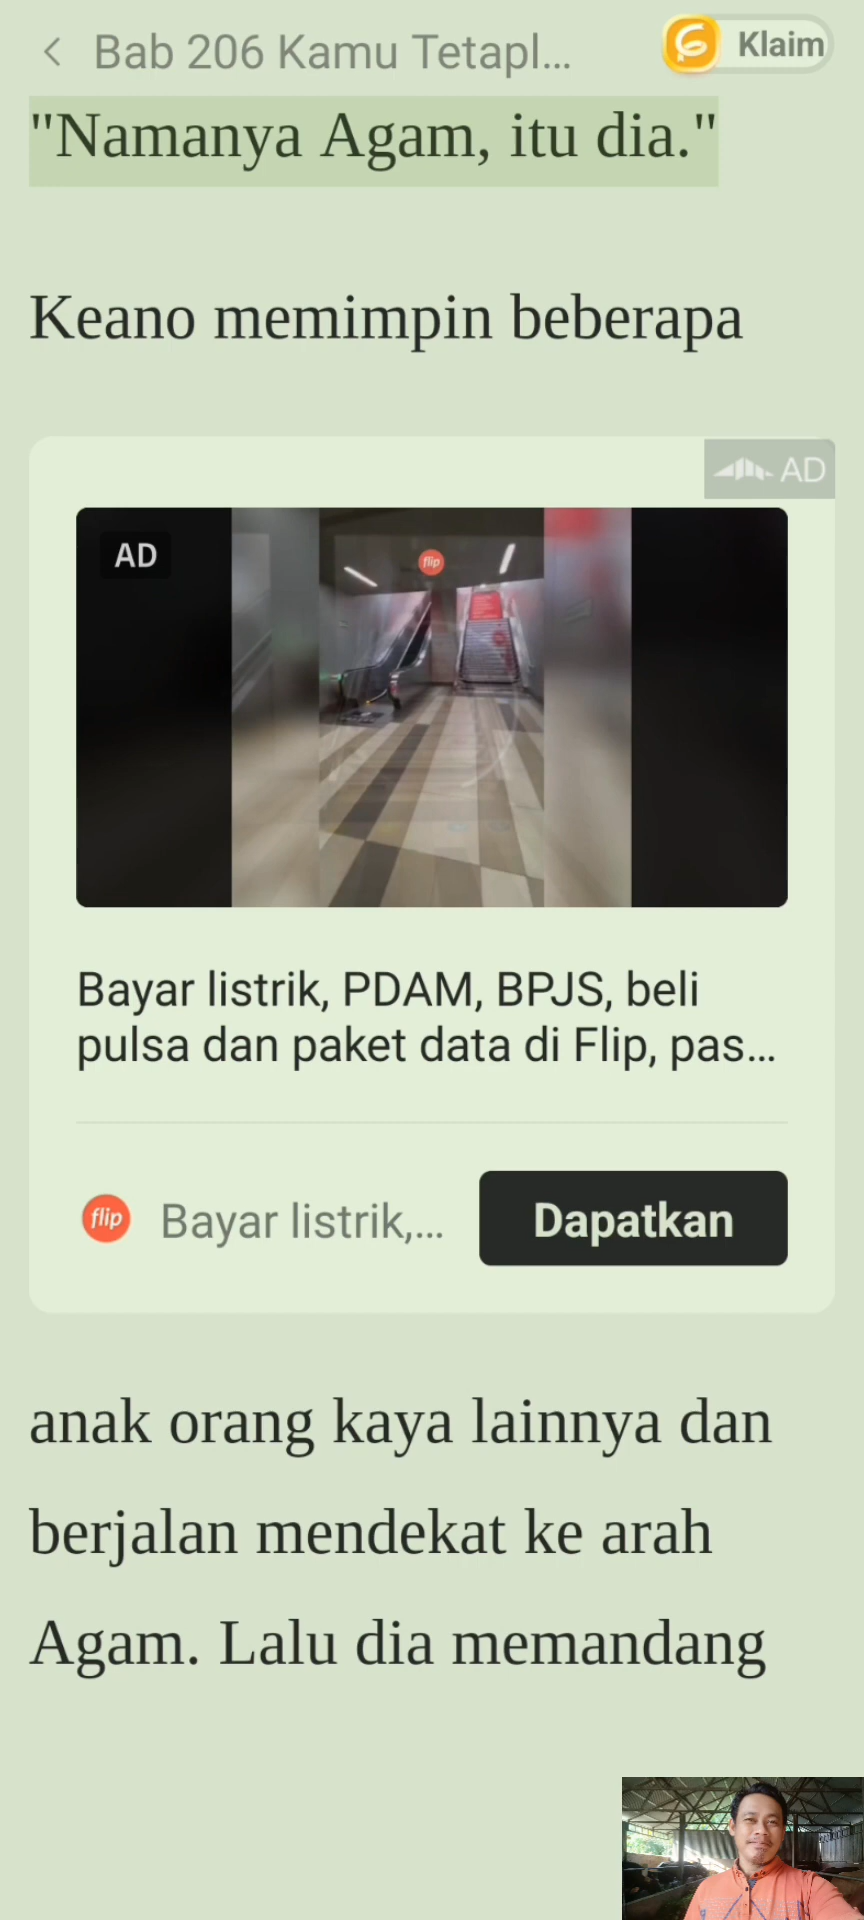 Bab 206 Kamu Tetapl...
Klaim
"Namanya Agam, itu dia."
Keano memimpin beberapa
AD
AD
flip
Bayar listrik, PDAM, BPJS, beli
pulsa dan paket data di Flip, pas...
flip
Bayar listrik,...
Dapatkan
anak orang kaya lainnya dan
berjalan mendekat ke arah
Agam. Lalu dia memandang